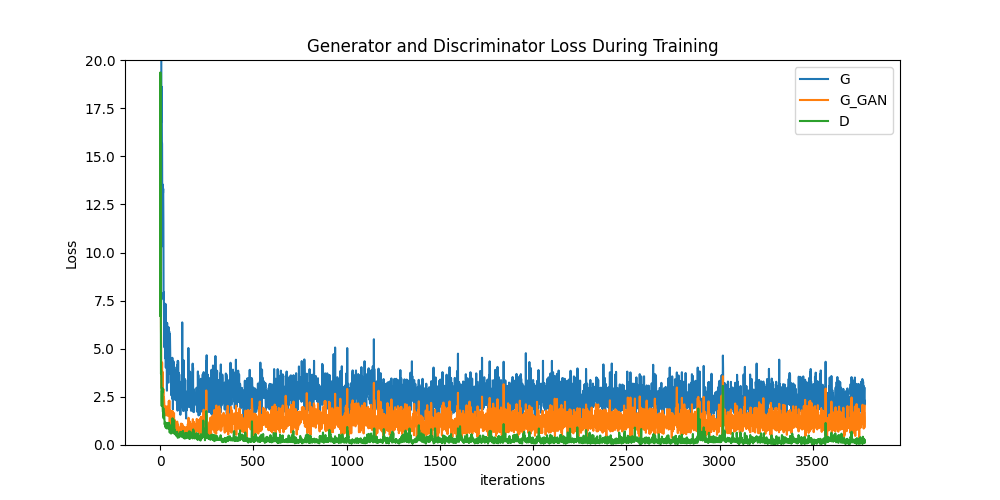 Generator and Discriminator Loss During Training
20.0
17.5
15.0
12.5
10.0
7.5
5.0
2.5
0.0
Loss
G
G_GAN
D
0 500 1000 1500 2000 2500 3000 3500
iterations